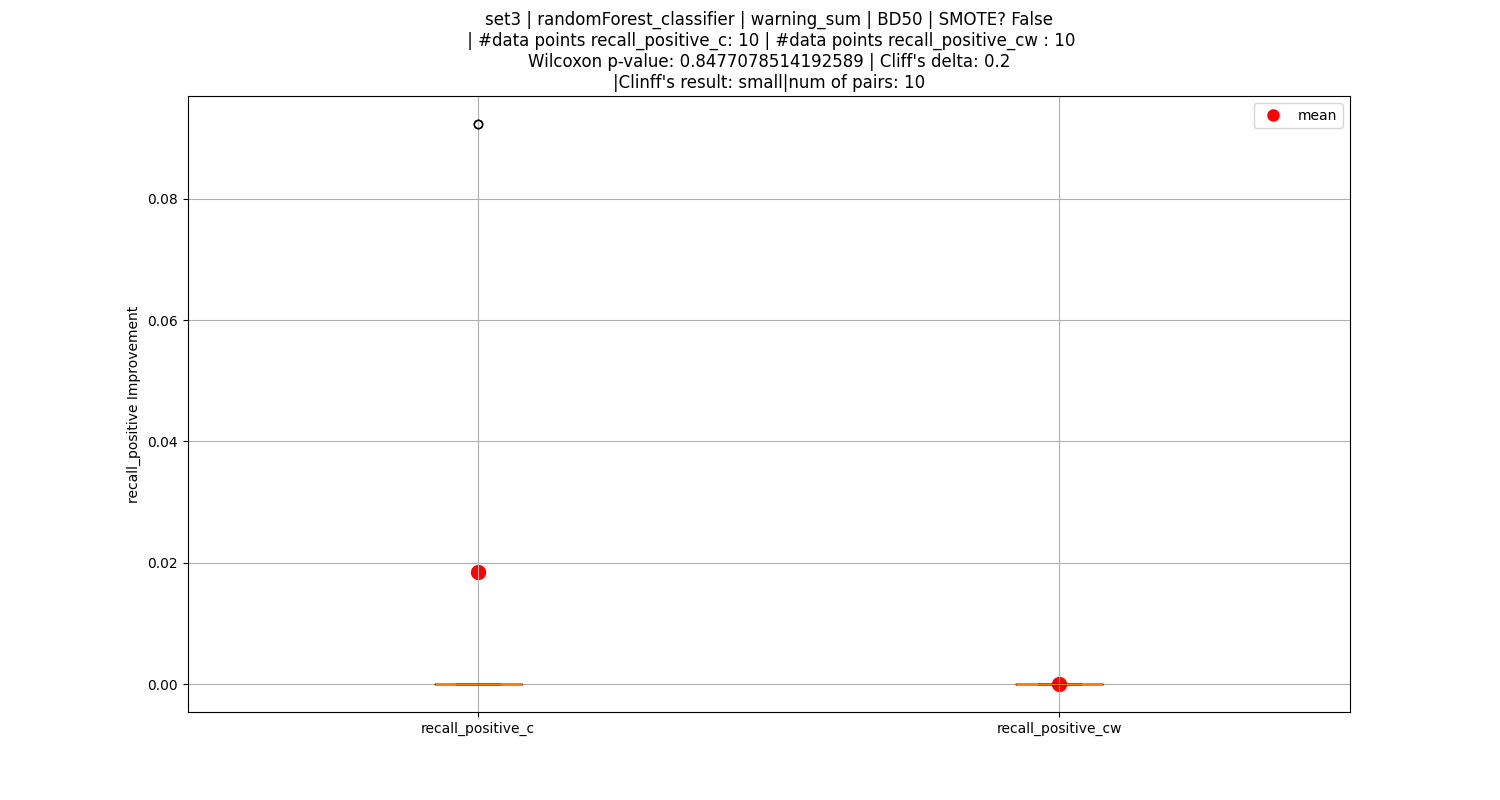 set3 | randomForest_classifier | warning_sum | BD50 | SMOTE? False
| #data points recall_positive_c: 10 | #data points recall_positive_cw : 10
Wilcoxon p-value: 0.8477078514192589 | Cliff's delta: 0.2
|Clinff's result: small|num of pairs: 10
mean
0.08
0.06
0.04
0.02
0.00
recall_positive Improvement
recall_positive_c
recall_positive_cw